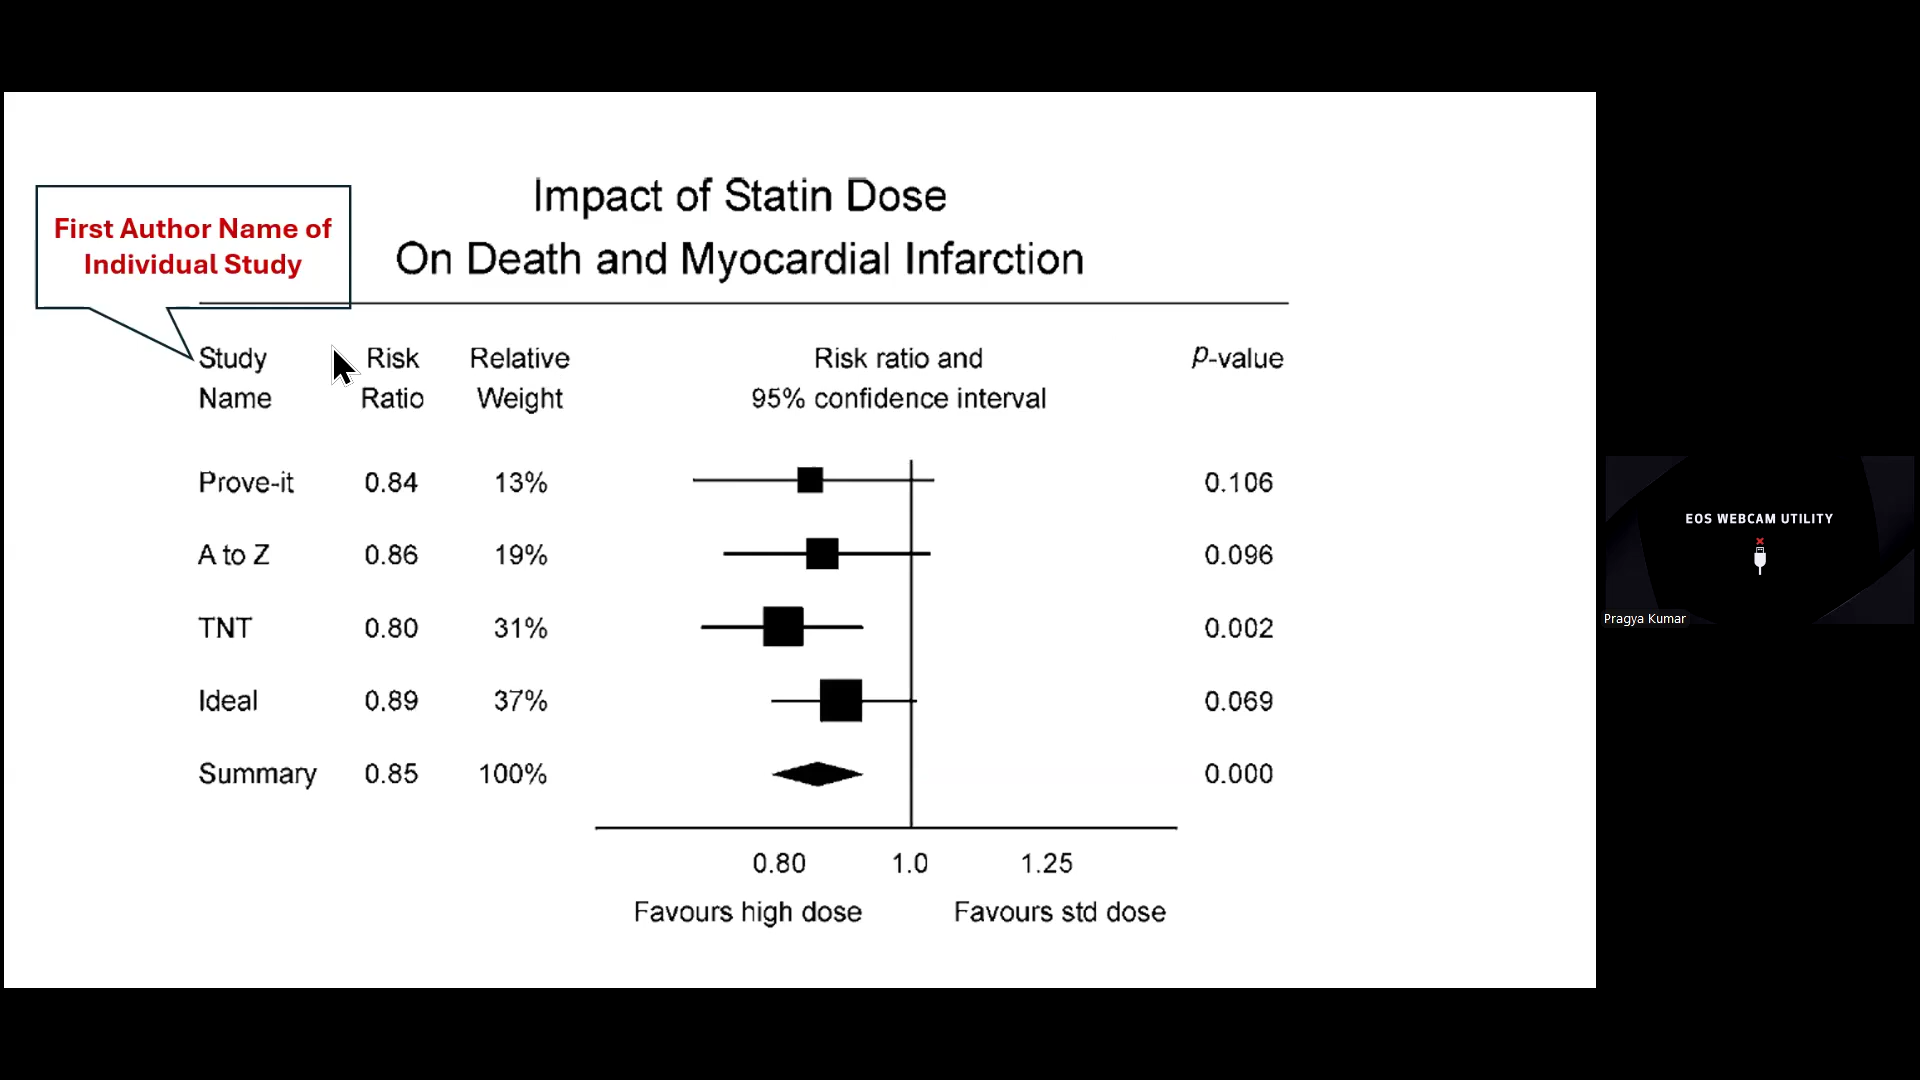 Impact of Statin Dose
On Death and Myocardial Infarction
First Author Name of
Individual Study
Study Risk Relative Risk ratio and p-value
Name Ratio Weight 95% confidence interval
Prove-it 0.84 13% 0.106
A to Z 0.86 19% 0.096
TNT 0.80 31% 0.002
Ideal 0.89 37% 0.069
Summary 0.85 100% 0.000
0.80 1.0 1.25
Favours high dose Favours std dose
EOS WEBCAM UTILITY
Pragya Kumar